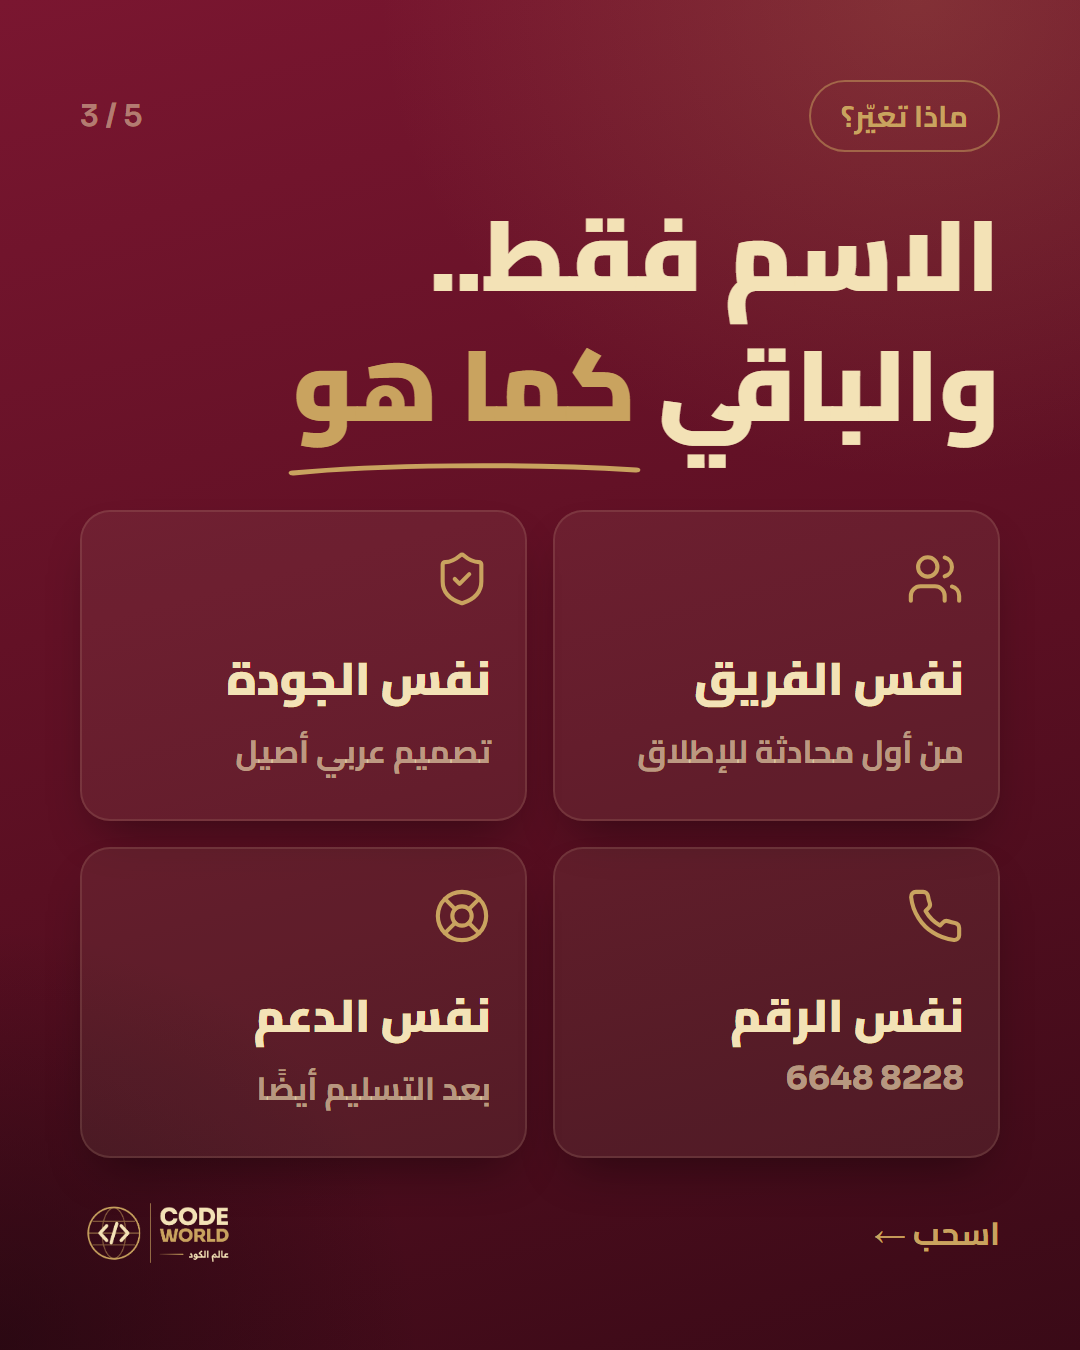 ماذا تغيّر؟
3 / 5
الاسم فقط..
والباقي كما هو
نفس الفريق
من أول محادثة للإطلاق
نفس الجودة
تصميم عربي أصيل
نفس الرقم
6648 8228
نفس الدعم
بعد التسليم أيضًا
اسحب ←
</>
CODE
WORLD
عالم الكود